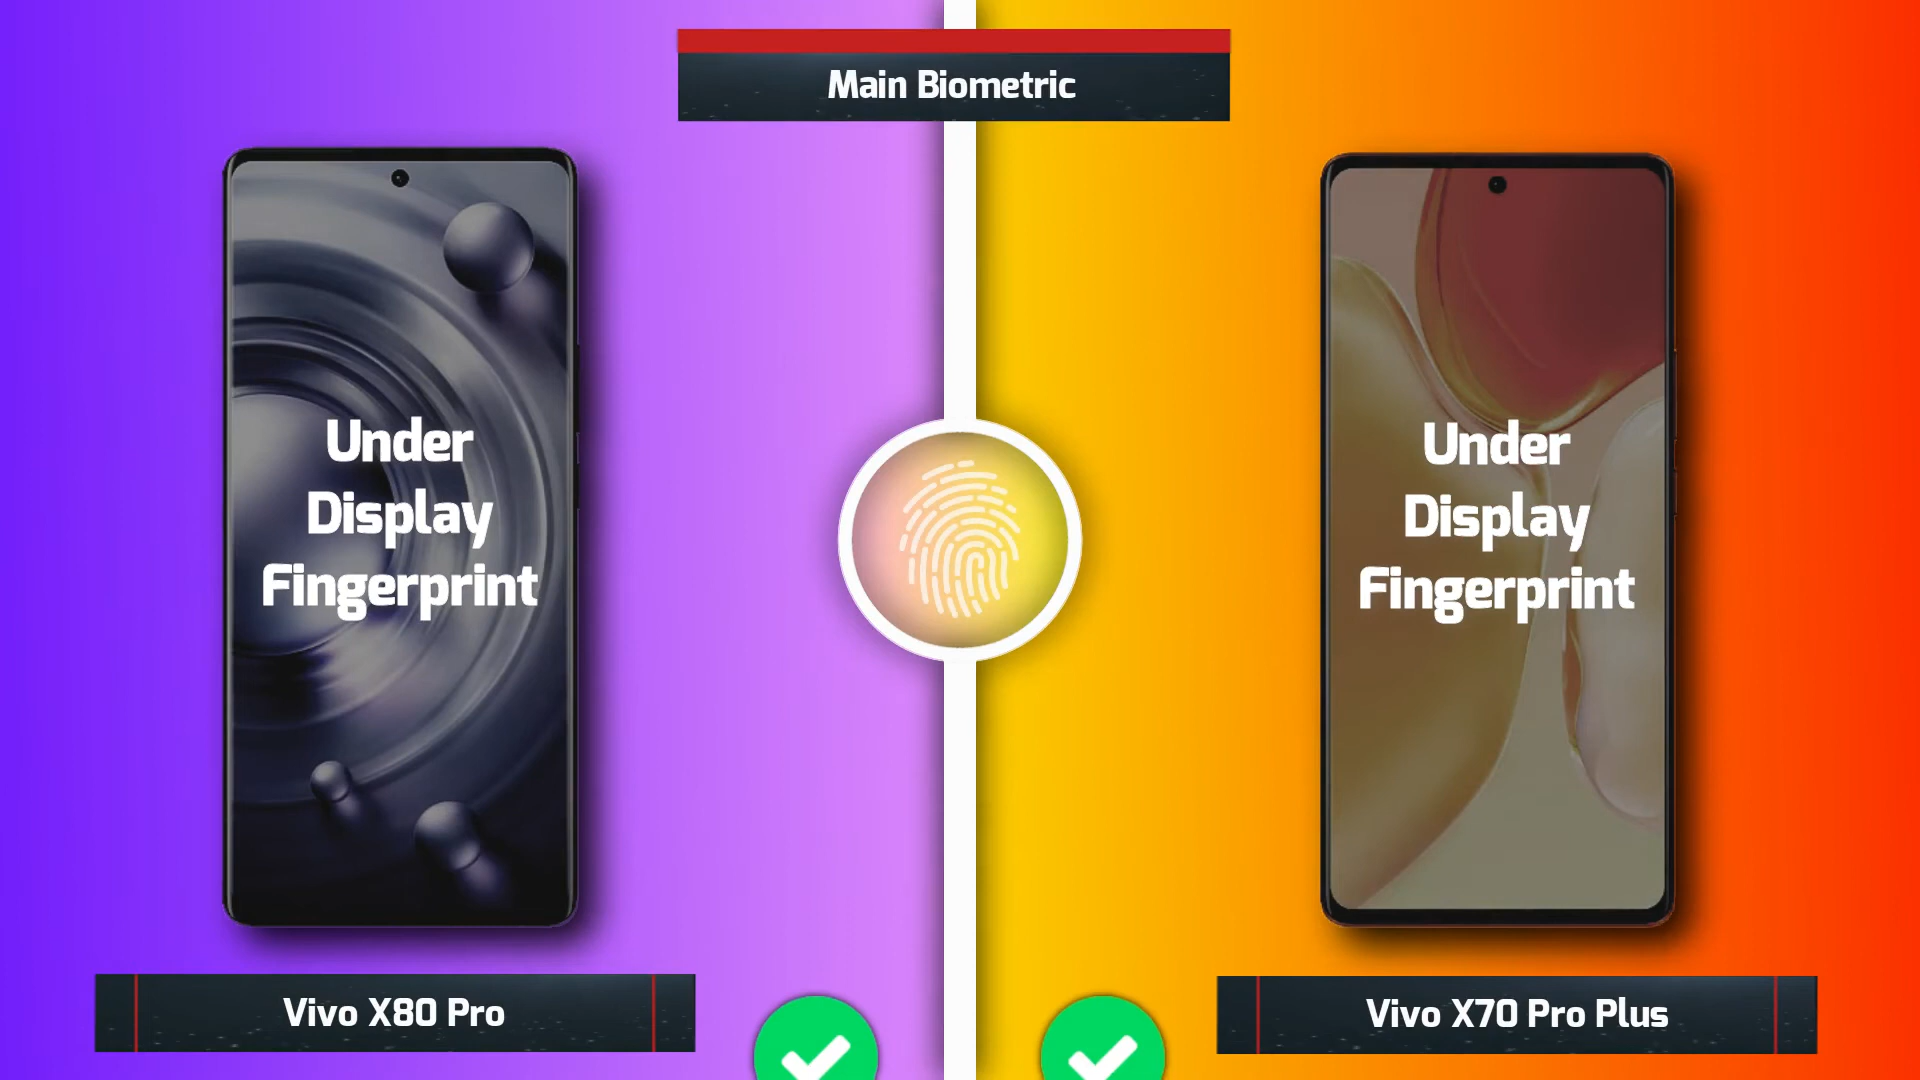 Main Biometric
Under
Display
Fingerprint
Under
Display
Fingerprint
Vivo X80 Pro
Vivo X70 Pro Plus